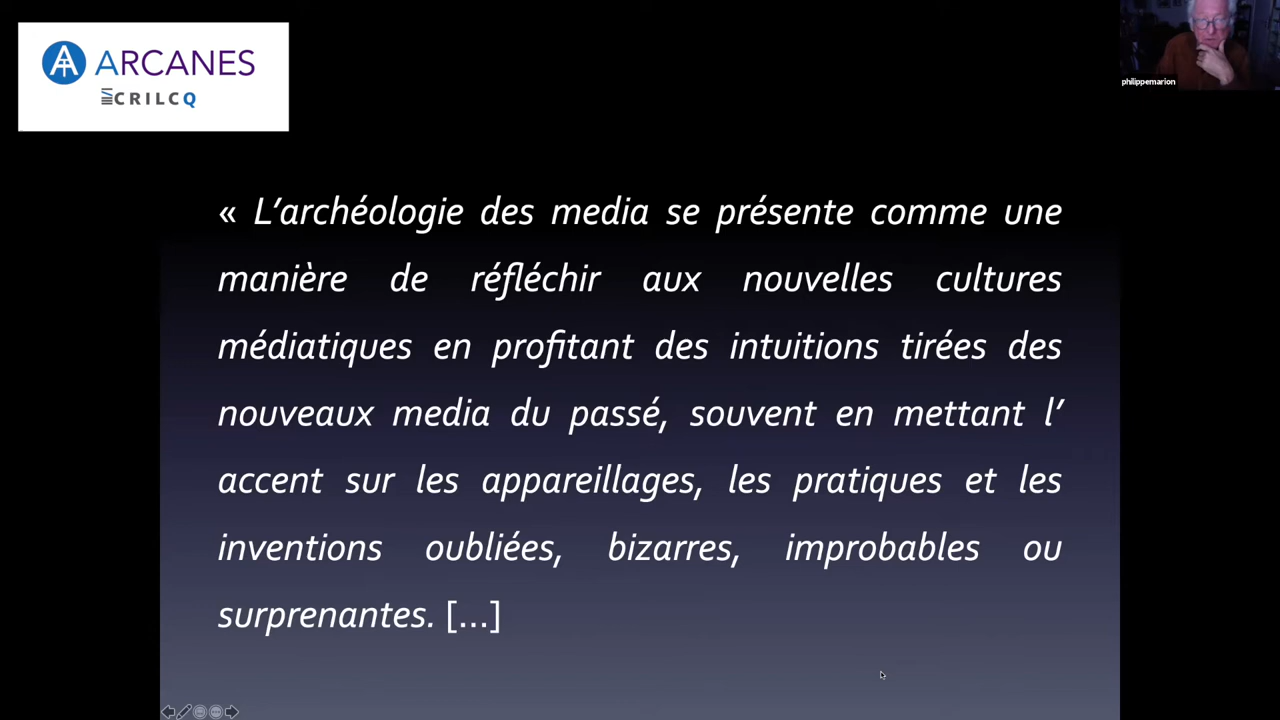 ARCANES
CRILCQ
philippemarion
« L’archéologie des media se présente comme une
manière de réfléchir aux nouvelles cultures
médiatiques en profitant des intuitions tirées des
nouveaux media du passé, souvent en mettant l’
accent sur les appareillages, les pratiques et les
inventions oubliées, bizarres, improbables ou
surprenantes. […]